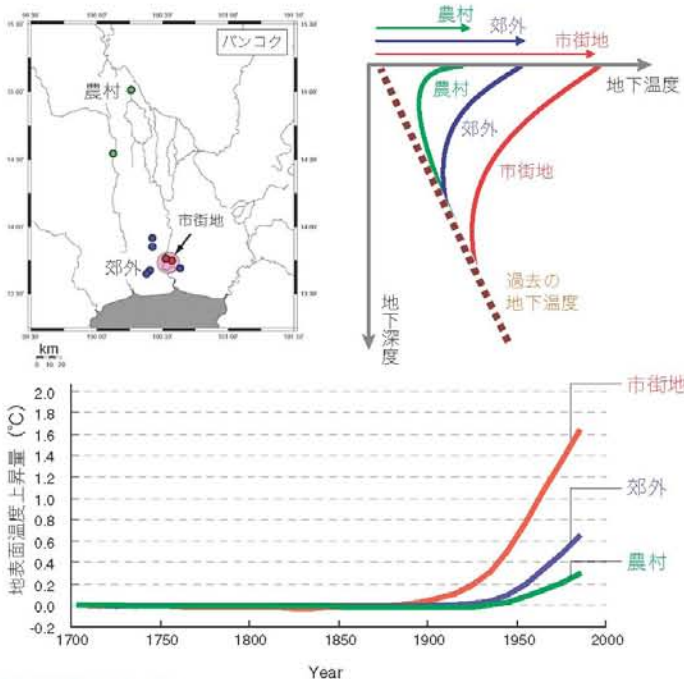 バンコク
農村
市街地
郊外
km
0 10 20
農村
郊外
市街地
地下温度
農村
郊外
市街地
過去の
地下温度
地下深度
地表面温度上昇量（℃）
2.0
1.8
1.6
1.4
1.2
1.0
0.8
0.6
0.4
0.2
0.0
-0.2
1700
1750
1800
1850
1900
1950
2000
Year
市街地
郊外
農村